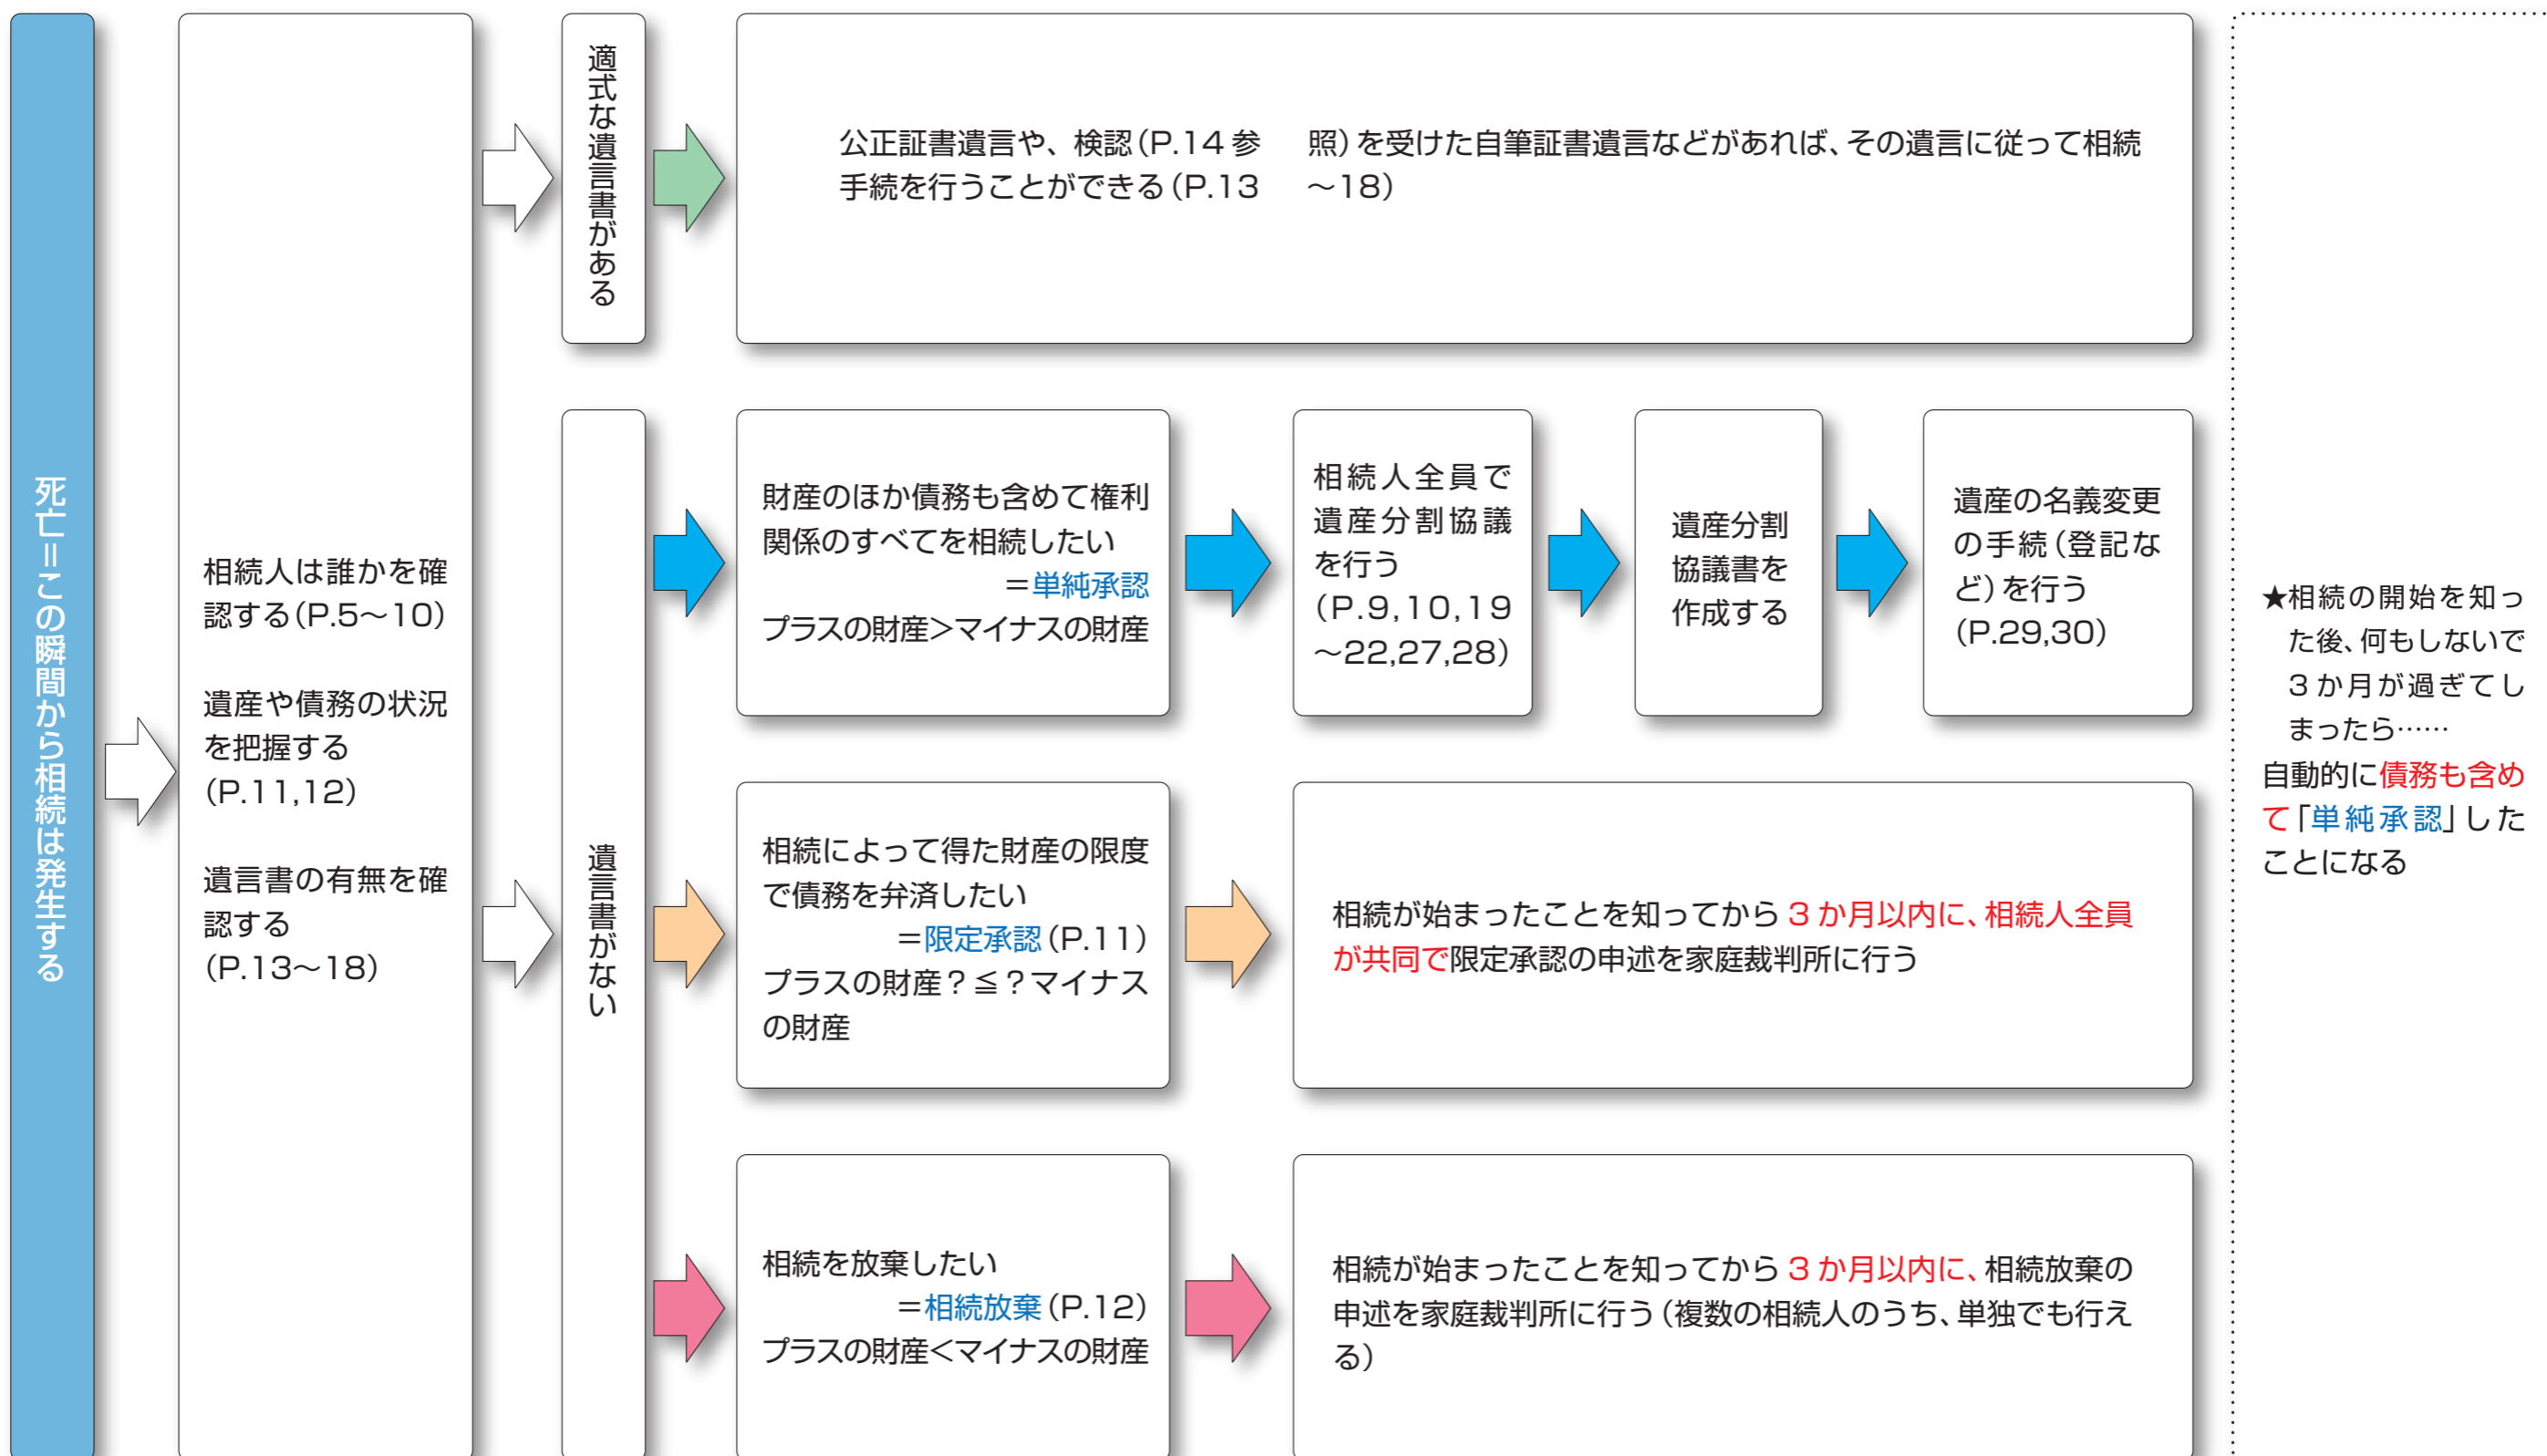 死亡＝この瞬間から相続は発生する
相続人は誰かを確
認する（P.5〜10）
遺産や債務の状況
を把握する
（P.11,12）
遺言書の有無を確
認する
（P.13〜18）
適式な遺言書がある
公正証書遺言や、検認（P.14 参
手続を行うことができる（P.13
照）を受けた自筆証書遺言などがあれば、その遺言に従って相続
〜18）
遺言書がない
財産のほか債務も含めて権利
関係のすべてを相続したい
＝単純承認
プラスの財産＞マイナスの財産
相続人全員で
遺産分割協議
を行う
（P.9,10,19
〜22,27,28）
遺産分割
協議書を
作成する
遺産の名義変更
の手続（登記な
ど）を行う
（P.29,30）
相続によって得た財産の限度
で債務を弁済したい
＝限定承認（P.11）
プラスの財産？≦？マイナス
の財産
相続が始まったことを知ってから 3 か月以内に、相続人全員
が共同で限定承認の申述を家庭裁判所に行う
相続を放棄したい
＝相続放棄（P.12）
プラスの財産＜マイナスの財産
相続が始まったことを知ってから 3 か月以内に、相続放棄の
申述を家庭裁判所に行う（複数の相続人のうち、単独でも行え
る）
★相続の開始を知っ
た後、何もしないで
3 か月が過ぎてし
まったら……
自動的に債務も含め
て「単純承認」した
ことになる